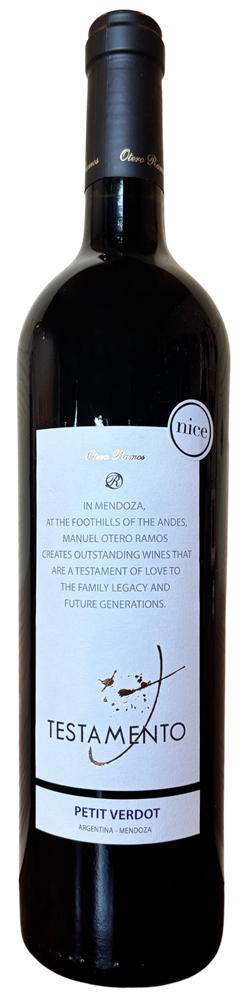 Otero Ramos
nice
Otero Ramos
R
IN MENDOZA,
AT THE FOOTHILLS OF THE ANDES,
MANUEL OTERO RAMOS
CREATES OUTSTANDING WINES THAT
ARE A TESTAMENT OF LOVE TO
THE FAMILY LEGACY AND
FUTURE GENERATIONS.
TESTAMENTO
PETIT VERDOT
ARGENTINA - MENDOZA